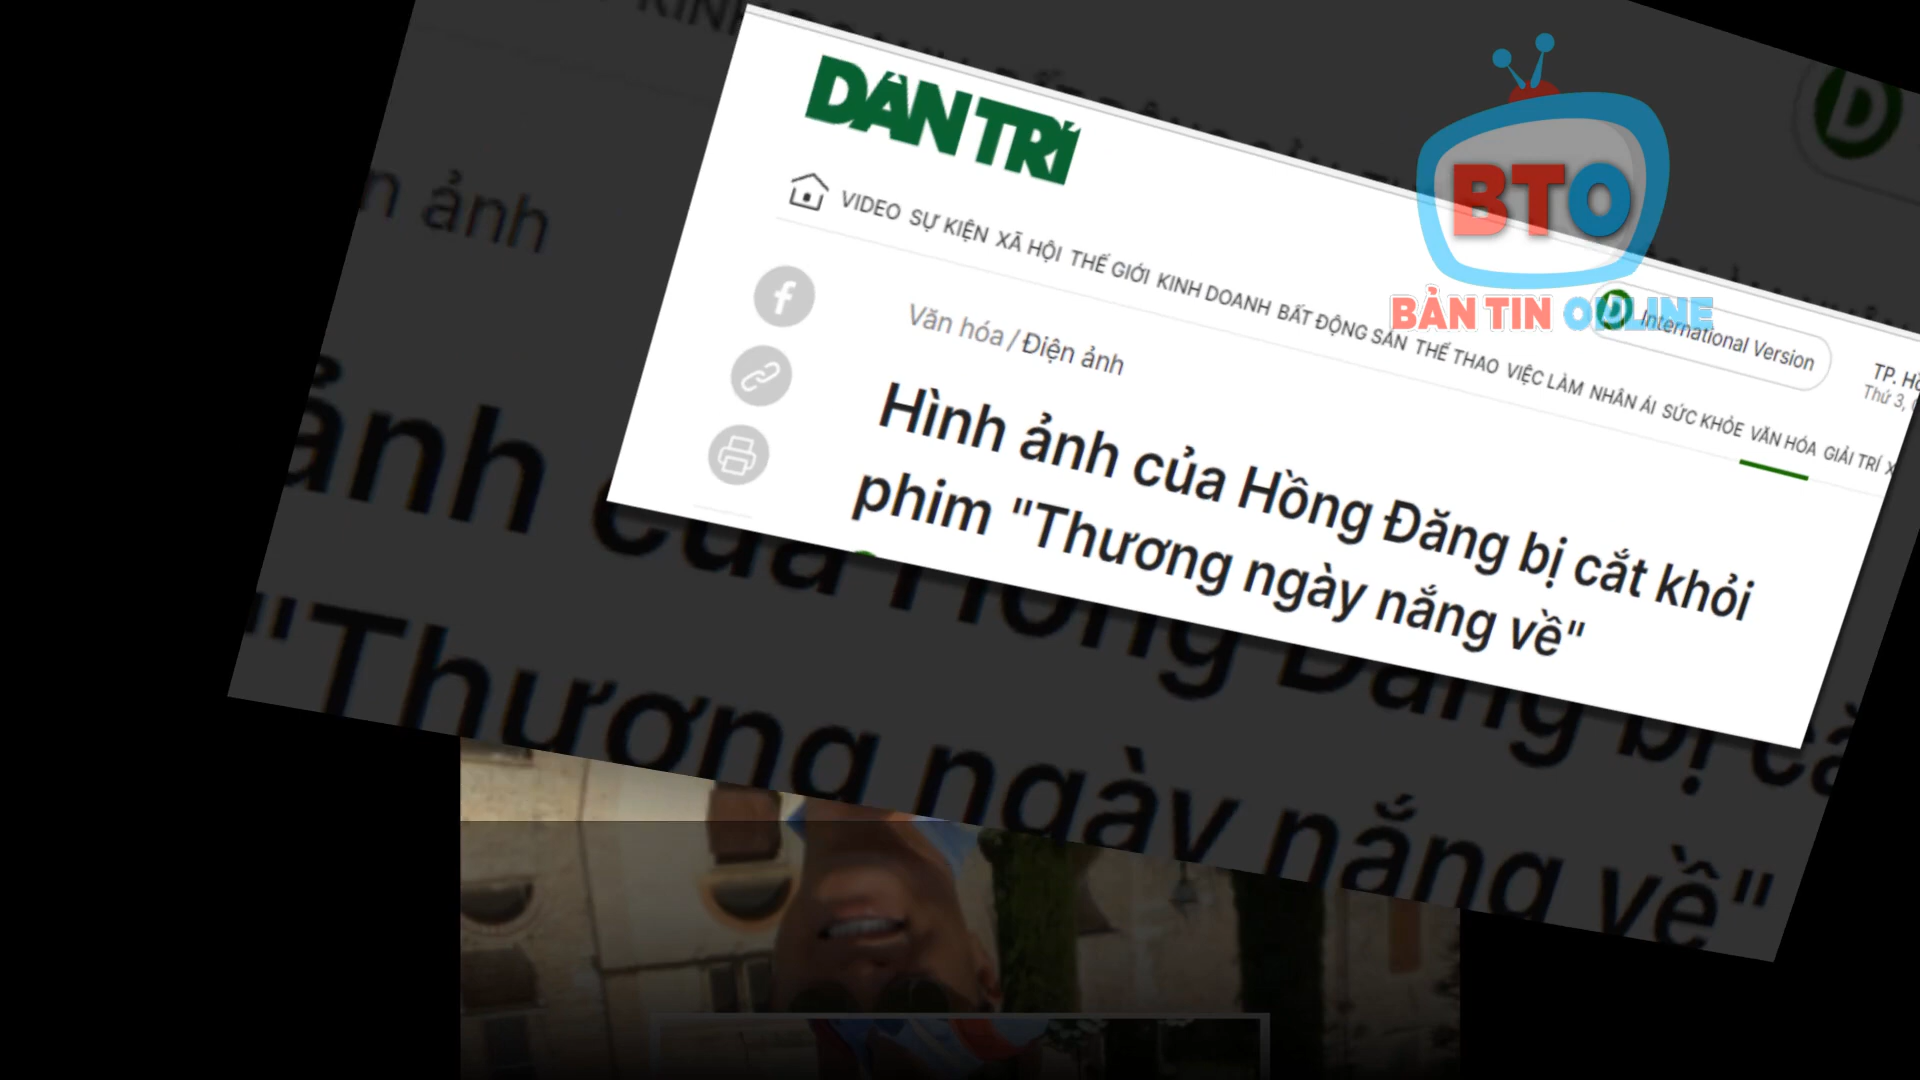 DÂN TRÍ
BTO
BẢN TIN ONLINE
International Version
VIDEO SỰ KIỆN XÃ HỘI THẾ GIỚI KINH DOANH BẤT ĐỘNG SẢN THỂ THAO VIỆC LÀM NHÂN ÁI SỨC KHỎE VĂN HÓA GIẢI TRÍ
TP.
Thứ 3,
Văn hóa / Điện ảnh
Hình ảnh của Hồng Đăng bị cắt khỏi
phim "Thương ngày nắng về"
ảnh
ảnh của Hồng Đăng bị
"Thương ngày nắng về"